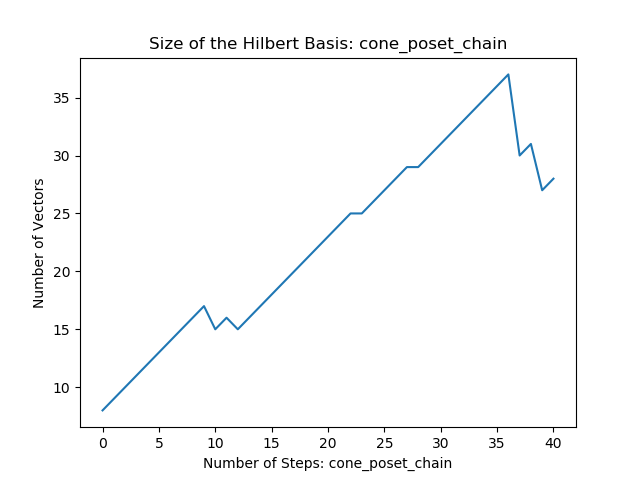 Size of the Hilbert Basis: cone_poset_chain
Number of Vectors
35
30
25
20
15
10
0 5 10 15 20 25 30 35 40
Number of Steps: cone_poset_chain